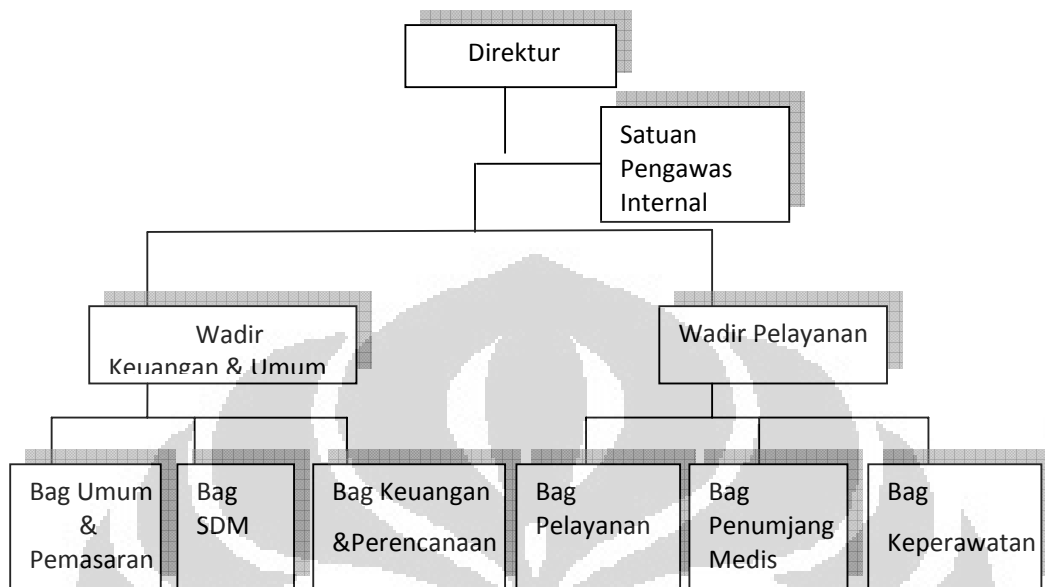 Direktur
Satuan
Pengawas
Internal
Wadir
Keuangan & Umum
Wadir Pelayanan
Bag Umum
&
Pemasaran
Bag
SDM
Bag Keuangan
&Perencanaan
Bag
Pelayanan
Bag
Penumjang
Medis
Bag
Keperawatan